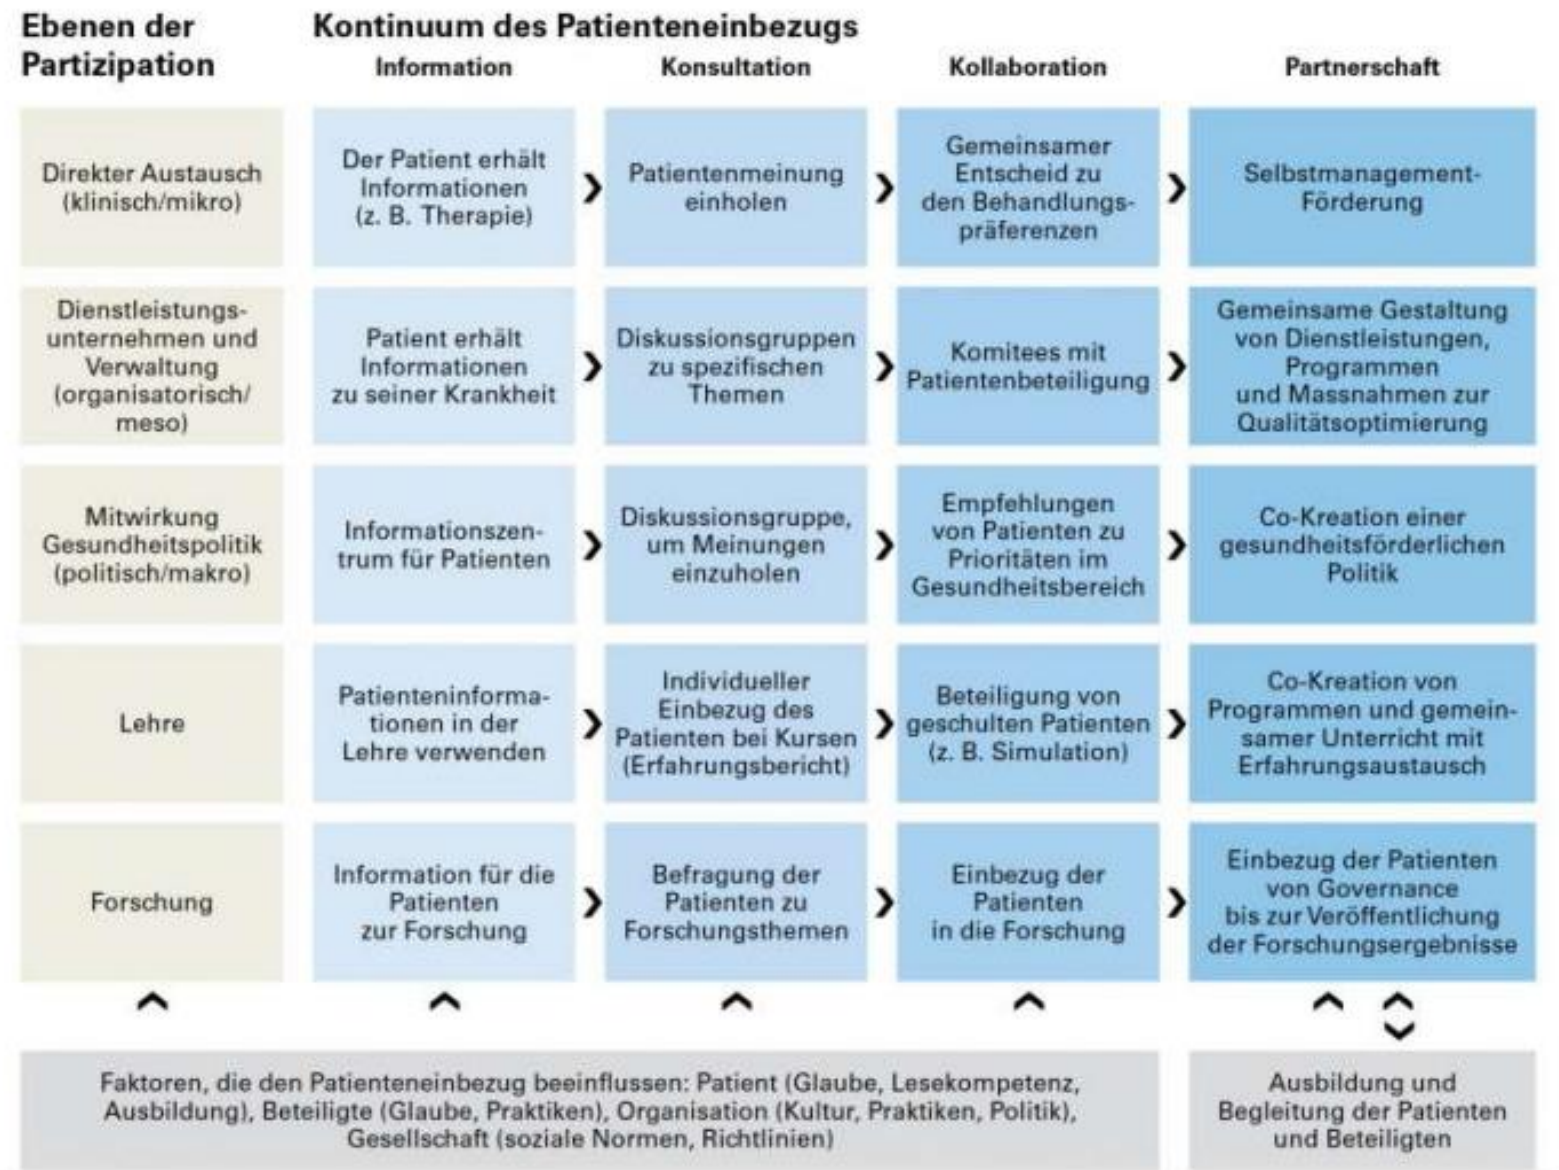 Ebenen der
Partizipation
Kontinuum des Patienteneinbezugs
Information
Konsultation
Kollaboration
Partnerschaft
Direkter Austausch
(klinisch/mikro)
Der Patient erhält
Informationen
(z. B. Therapie)
Patientenmeinung
einholen
Gemeinsamer
Entscheid zu
den Behandlungs-
präferenzen
Selbstmanagement-
Förderung
Dienstleistungs-
unternehmen und
Verwaltung
(organisatorisch/
meso)
Patient erhält
Informationen
zu seiner Krankheit
Diskussionsgruppen
zu spezifischen
Themen
Komitees mit
Patientenbeteiligung
Gemeinsame Gestaltung
von Dienstleistungen,
Programmen
und Massnahmen zur
Qualitätsoptimierung
Mitwirkung
Gesundheitspolitik
(politisch/makro)
Informationszen-
trum für Patienten
Diskussionsgruppe,
um Meinungen
einzuholen
Empfehlungen
von Patienten zu
Prioritäten im
Gesundheitsbereich
Co-Kreation einer
gesundheitsförderlichen
Politik
Lehre
Patienteninforma-
tionen in der
Lehre verwenden
Individueller
Einbezug des
Patienten bei Kursen
(Erfahrungsbericht)
Beteiligung von
geschulten Patienten
(z. B. Simulation)
Co-Kreation von
Programmen und gemein-
samer Unterricht mit
Erfahrungsaustausch
Forschung
Information für die
Patienten
zur Forschung
Befragung der
Patienten zu
Forschungsthemen
Einbezug der
Patienten
in die Forschung
Einbezug der Patienten
von Governance
bis zur Veröffentlichung
der Forschungsergebnisse
Faktoren, die den Patienteneinbezug beeinflussen: Patient (Glaube, Lesekompetenz,
Ausbildung), Beteiligte (Glaube, Praktiken), Organisation (Kultur, Praktiken, Politik),
Gesellschaft (soziale Normen, Richtlinien)
Ausbildung und
Begleitung der Patienten
und Beteiligten